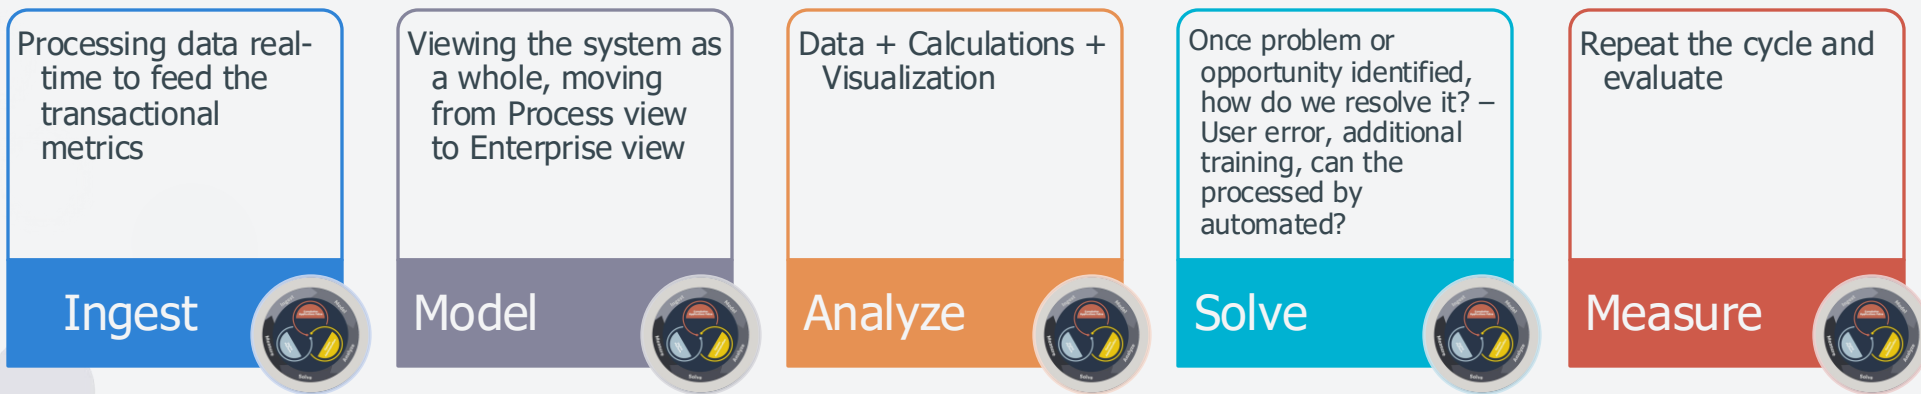 Processing data real-
time to feed the
transactional
metrics
Ingest
Viewing the system as
a whole, moving
from Process view
to Enterprise view
Model
Data + Calculations +
Visualization
Analyze
Once problem or
opportunity identified,
how do we resolve it? –
User error, additional
training, can the
processed by
automated?
Solve
Repeat the cycle and
evaluate
Measure